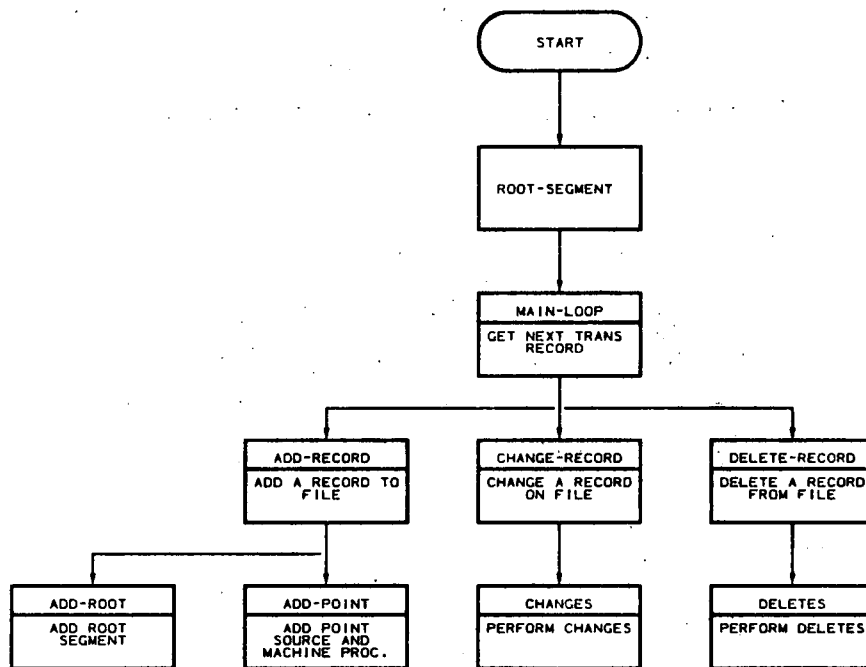 START
ROOT-SEGMENT
MAIN-LOOP
GET NEXT TRANS
RECORD
ADD-RECORD
ADD A RECORD TO
FILE
CHANGE-RECORD
CHANGE A RECORD
ON FILE
DELETE-RECORD
DELETE A RECORD
FROM FILE
ADD-ROOT
ADD ROOT
SEGMENT
ADD-POINT
ADD POINT
SOURCE AND
MACHINE PROC.
CHANGES
PERFORM CHANGES
DELETES
PERFORM DELETES